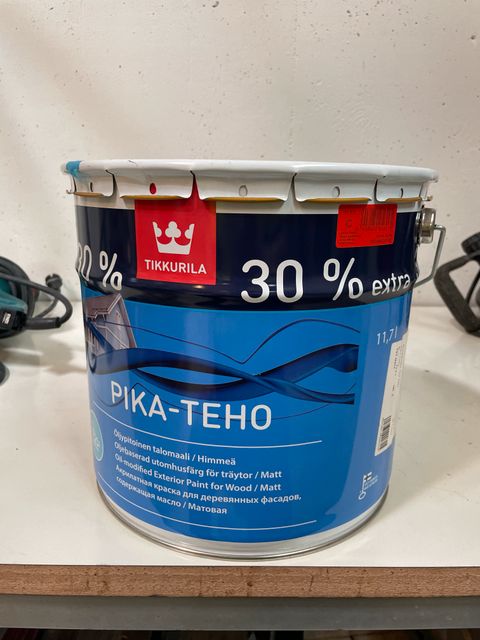 TIKKURILA
30 %
30 % extra
11,7 l
PIKA-TEHO
Öljypitoinen talomaali / Himmeä
Oljebaserad utomhusfärg för träytor / Matt
Oil-modified Exterior Paint for Wood / Matt
Акрилатная краска для деревянных фасадов,
содержащая масло / Матовая